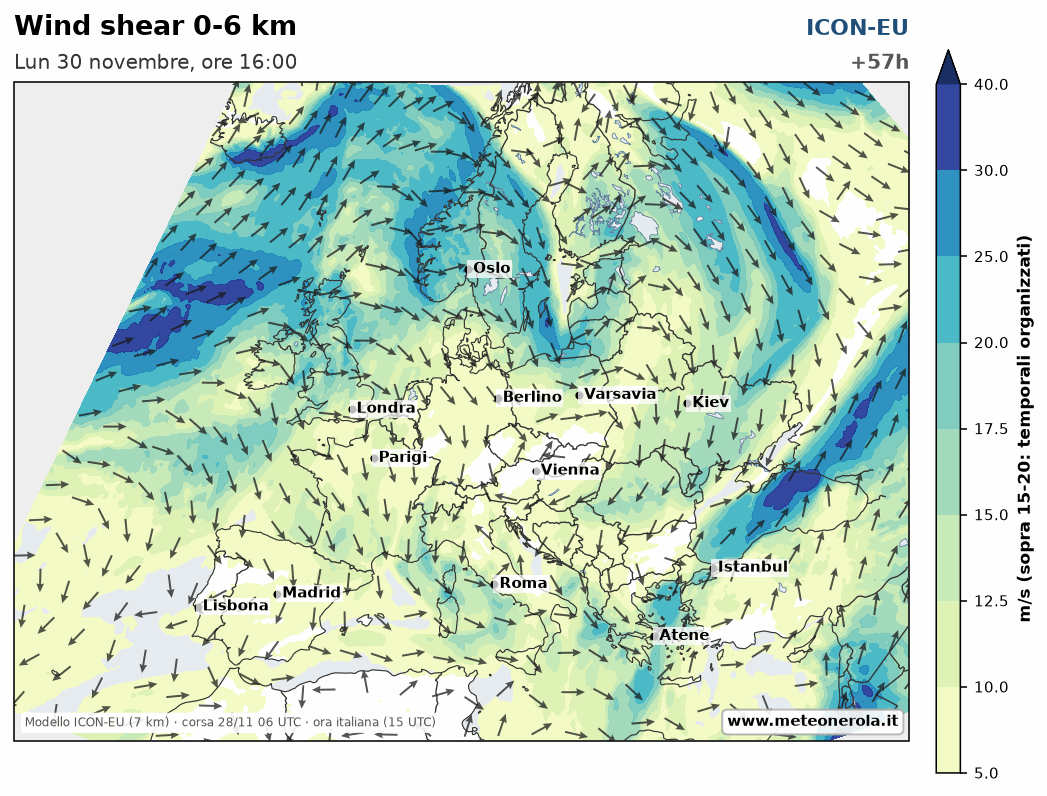 Wind shear 0-6 km
ICON-EU
Lun 30 novembre, ore 16:00
+57h
40.0
30.0
25.0
20.0
17.5
15.0
12.5
10.0
5.0
m/s (sopra 15-20: temporali organizzati)
Oslo
Berlino
Varsavia
Kiev
Londra
Parigi
Vienna
Istanbul
Roma
Madrid
Lisbona
Atene
Modello ICON-EU (7 km) · corsa 28/11 06 UTC · ora italiana (15 UTC)
www.meteonerola.it